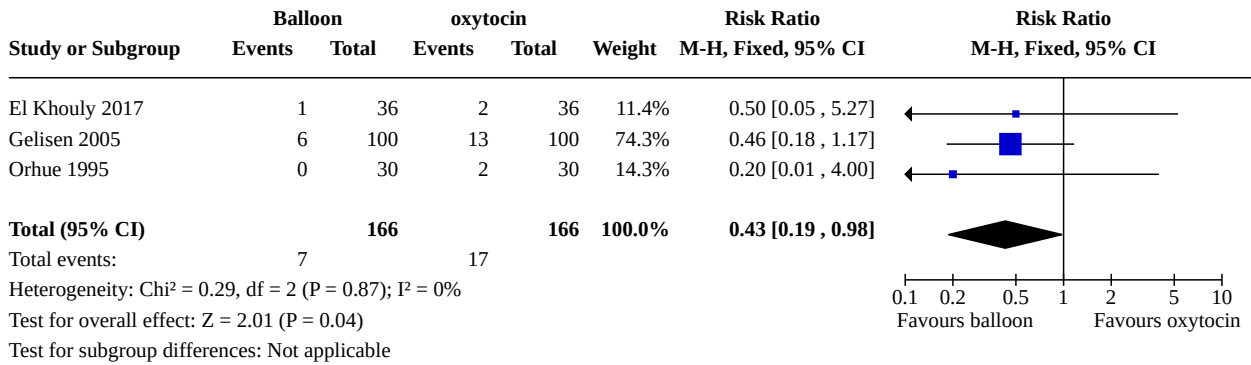 Balloon oxytocin Risk Ratio Risk Ratio
Study or Subgroup Events Total Events Total Weight M-H, Fixed, 95% CI M-H, Fixed, 95% CI
El Khouly 2017 1 36 2 36 11.4% 0.50 [0.05 , 5.27]
Gelisen 2005 6 100 13 100 74.3% 0.46 [0.18 , 1.17]
Orhue 1995 0 30 2 30 14.3% 0.20 [0.01 , 4.00]
Total (95% CI) 166 166 100.0% 0.43 [0.19 , 0.98]
Total events: 7 17
Heterogeneity: Chi² = 0.29, df = 2 (P = 0.87); I² = 0%
Test for overall effect: Z = 2.01 (P = 0.04)
Test for subgroup differences: Not applicable
0.1 0.2 0.5 1 2 5 10
Favours balloon Favours oxytocin